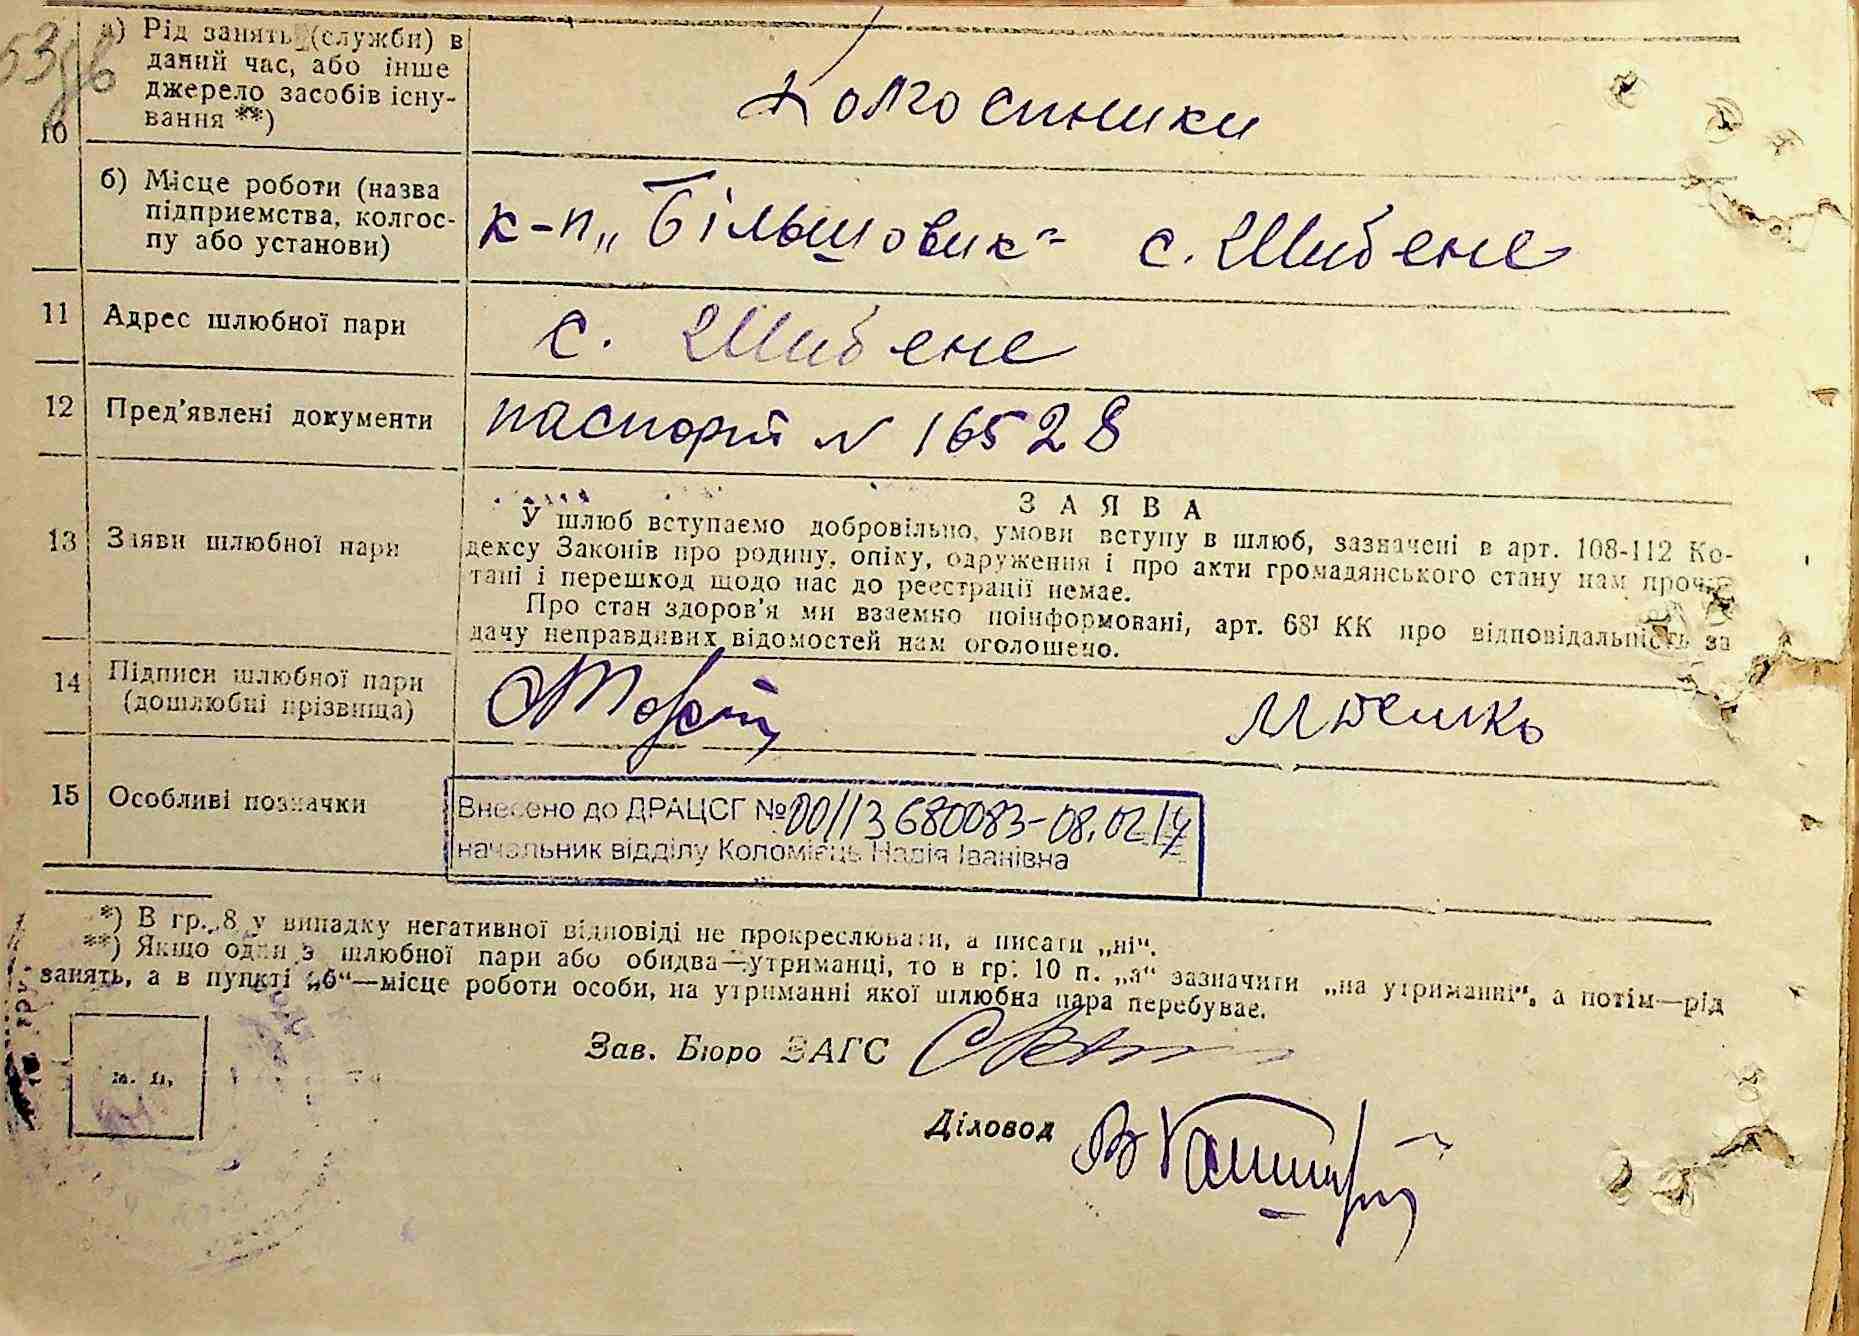 а) Рід занять (служби) в
даний час, або інше
джерело засобів існу-
вання **)
10
Колгоспники
б) Місце роботи (назва
підприємства, колгос-
пу або установи)
к-п „Більшовик“ с. Шибене
11 Адрес шлюбної пари
с. Шибене
12 Пред'явлені документи
паспорт N 16528
13 Заяви шлюбної пари
ЗАЯВА
У шлюб вступаємо добровільно, умови вступу в шлюб, зазначені в арт. 108-112 Ко-
дексу Законів про родину, опіку, одруження і про акти громадянського стану нам прочи-
тані і перешкод щодо нас до реєстрації немає.
Про стан здоров'я ми взаємно поінформовані, арт. 68¹ КК про відповідальність за
дачу неправдивих відомостей нам оголошено.
14 Підписи шлюбної пари
(дошлюбні прізвища)
15 Особливі позначки
Внесено до ДРАЦСГ №00113680083-08.02.14
начальник відділу Коломієць Надія Іванівна
*) В гр. 8 у випадку негативної відповіді не прокреслювати, а писати „ні“.
**) Якщо один з шлюбної пари або обидва—утриманці, то в гр. 10 п. „а“ зазначити „на утриманні“, а потім—рід
занять, а в пункті „б“—місце роботи особи, на утриманні якої шлюбна пара перебуває.
Зав. Бюро ЗАГС
м. п.
Діловод